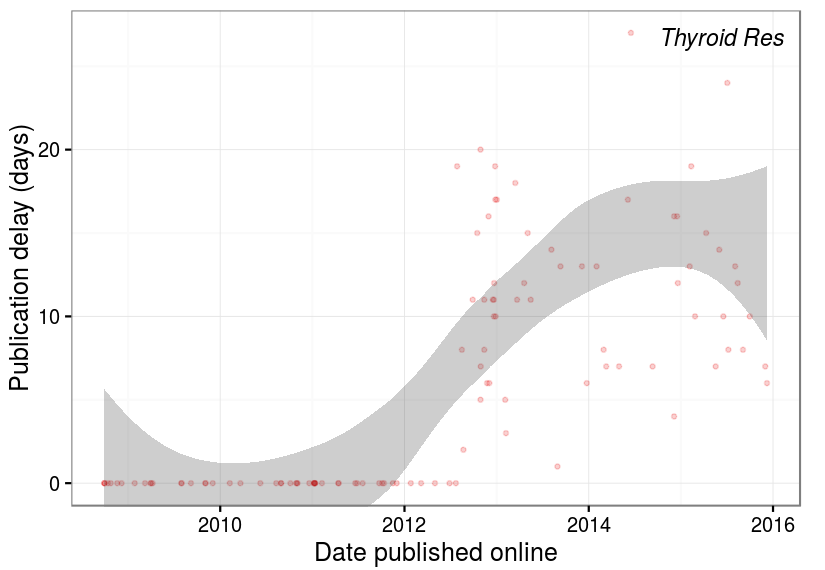 Thyroid Res
Publication delay (days)
20
10
0
2010 2012 2014 2016
Date published online